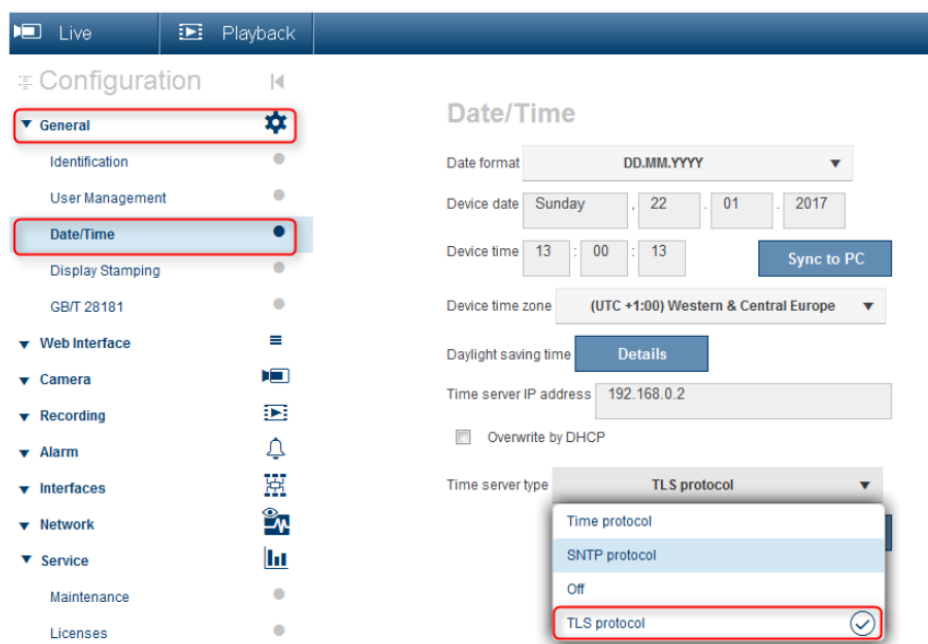 Live Playback
Configuration
General
Identification
User Management
Date/Time
Display Stamping
GB/T 28181
Web Interface
Camera
Recording
Alarm
Interfaces
Network
Service
Maintenance
Licenses
Date/Time
Date format DD.MM.YYYY
Device date Sunday , 22 . 01 . 2017
Device time 13 : 00 : 13 Sync to PC
Device time zone (UTC +1:00) Western & Central Europe
Daylight saving time Details
Time server IP address 192.168.0.2
Overwrite by DHCP
Time server type TLS protocol
Time protocol
SNTP protocol
Off
TLS protocol